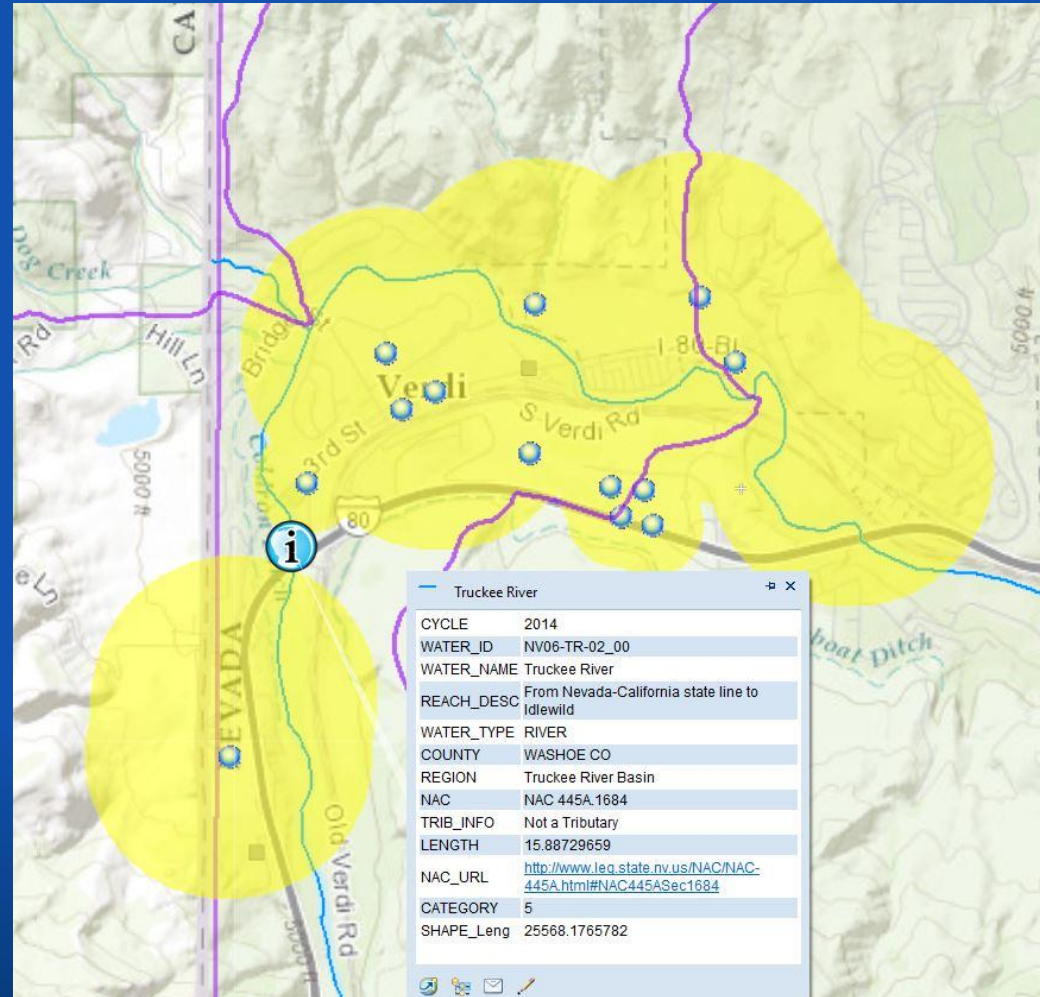 CA
Dog Creek
Rd
Hill Ln
Bridge St
Verdi
I-80-BL
5000 ft
S Verdi Rd
3rd St
5000 ft
80
i
e Ln
NEVADA
Old Verdi Rd
5000 ft
boat Ditch
Truckee River
CYCLE 2014
WATER_ID NV06-TR-02_00
WATER_NAME Truckee River
REACH_DESC From Nevada-California state line to
Idlewild
WATER_TYPE RIVER
COUNTY WASHOE CO
REGION Truckee River Basin
NAC NAC 445A.1684
TRIB_INFO Not a Tributary
LENGTH 15.88729659
NAC_URL http://www.leg.state.nv.us/NAC/NAC-
445A.html#NAC445ASec1684
CATEGORY 5
SHAPE_Leng 25568.1765782